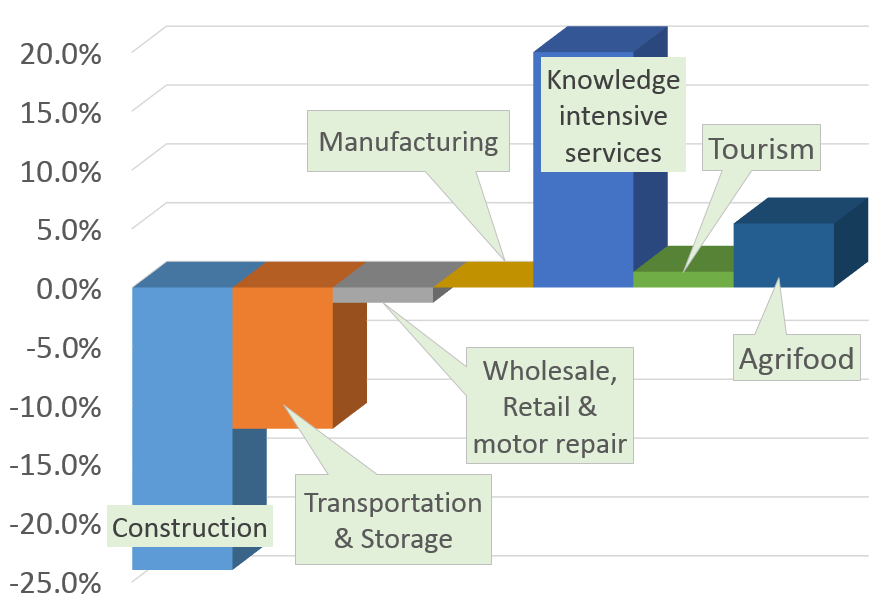 20.0%
15.0%
10.0%
5.0%
0.0%
-5.0%
-10.0%
-15.0%
-20.0%
-25.0%
Construction
Transportation
& Storage
Wholesale,
Retail &
motor repair
Manufacturing
Knowledge
intensive
services
Tourism
Agrifood